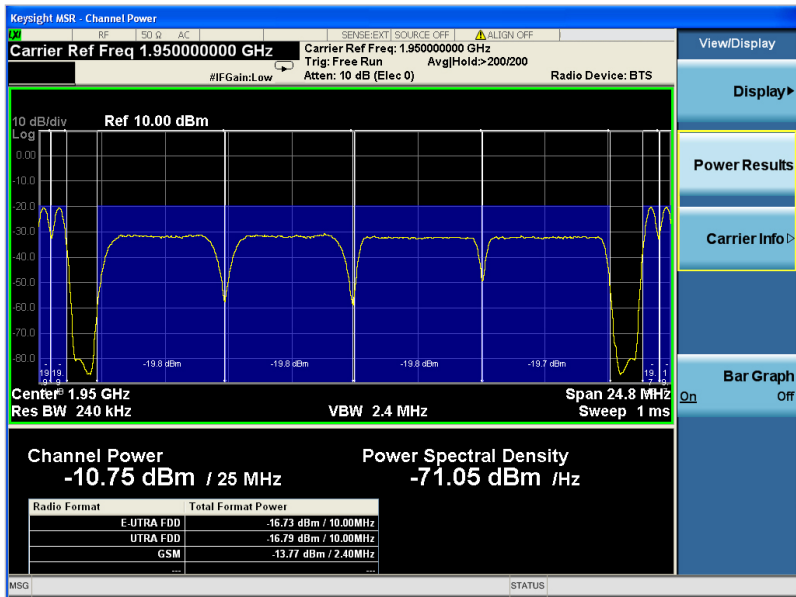 Keysight MSR - Channel Power
LXI RF 50 Ω AC SENSE:EXT SOURCE OFF ALIGN OFF
Carrier Ref Freq 1.950000000 GHz
Carrier Ref Freq: 1.950000000 GHz
Trig: Free Run Avg|Hold:>200/200
#IFGain:Low Atten: 10 dB (Elec 0) Radio Device: BTS
10 dB/div Ref 10.00 dBm
Log
0.00
-10.0
-20.0
-30.0
-40.0
-50.0
-60.0
-70.0
-80.0
-19.8 dBm -19.8 dBm -19.8 dBm -19.7 dBm
Center 1.95 GHz Span 24.8 MHz
Res BW 240 kHz VBW 2.4 MHz Sweep 1 ms
Channel Power
-10.75 dBm / 25 MHz
Power Spectral Density
-71.05 dBm /Hz
Radio Format Total Format Power
E-UTRA FDD -16.73 dBm / 10.00MHz
UTRA FDD -16.79 dBm / 10.00MHz
GSM -13.77 dBm / 2.40MHz
--- ---
MSG STATUS
View/Display
Display
Power Results
Carrier Info
Bar Graph
On Off